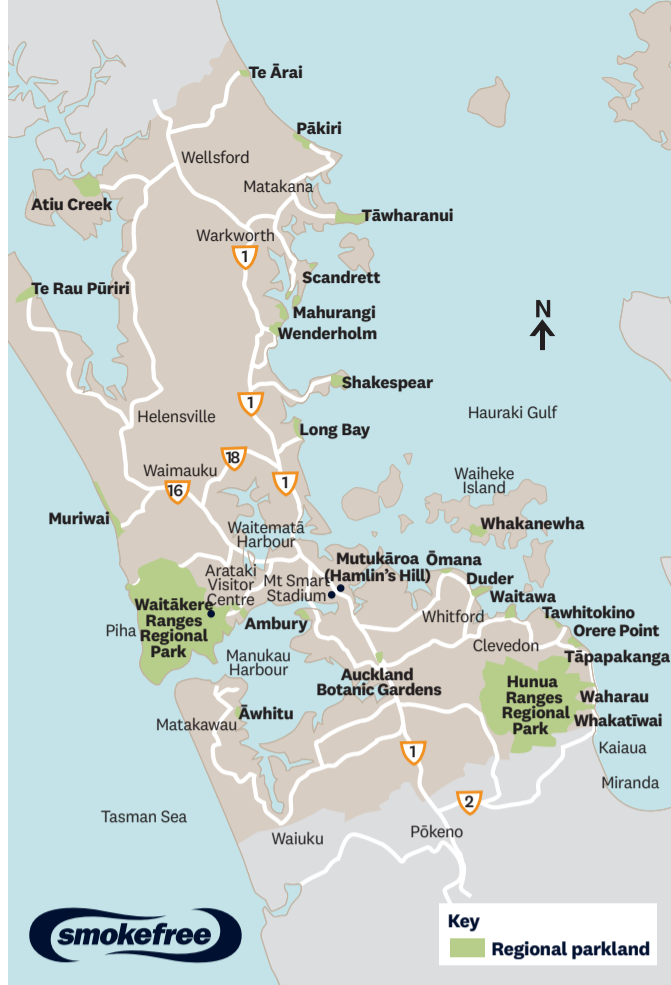 Te Ārai
Pākiri
Wellsford
Matakana
Atiu Creek
Tāwharanui
Warkworth
1
Scandrett
Te Rau Pūriri
Mahurangi
Wenderholm
N
Shakespear
1
Hauraki Gulf
Helensville
Long Bay
18
Waimauku
1
16
Waiheke
Island
Muriwai
Whakanewha
Waitematā
Harbour
Mutukāroa
(Hamlin's Hill)
Ōmana
Arataki
Visitor
Centre
Mt Smart
Stadium
Duder
Waitawa
Waitākere
Ranges
Regional
Park
Ambury
Whitford
Tawhitokino
Orere Point
Piha
Clevedon
Manukau
Harbour
Tāpapakanga
Auckland
Botanic Gardens
Hunua
Ranges
Regional
Park
Waharau
Whakatīwai
Āwhitu
Matakawau
Kaiaua
1
Miranda
2
Tasman Sea
Waiuku
Pōkeno
smokefree
Key
Regional parkland